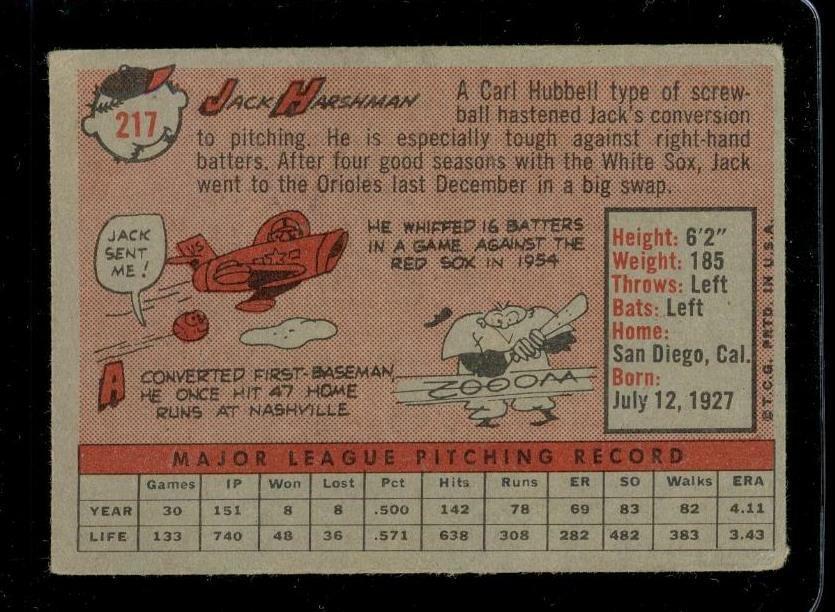 217
JACK HARSHMAN
A Carl Hubbell type of screw-
ball hastened Jack's conversion
to pitching. He is especially tough against right-hand
batters. After four good seasons with the White Sox, Jack
went to the Orioles last December in a big swap.
JACK
SENT
ME!
US
HE WHIFFED 16 BATTERS
IN A GAME AGAINST THE
RED SOX IN 1954
A CONVERTED FIRST-BASEMAN,
HE ONCE HIT 47 HOME
RUNS AT NASHVILLE
ZOOOM
Height: 6'2"
Weight: 185
Throws: Left
Bats: Left
Home:
San Diego, Cal.
Born:
July 12, 1927
©T.C.G. PRTD. IN U.S.A.
MAJOR LEAGUE PITCHING RECORD
Games IP Won Lost Pct Hits Runs ER SO Walks ERA
YEAR 30 151 8 8 .500 142 78 69 83 82 4.11
LIFE 133 740 48 36 .571 638 308 282 482 383 3.43